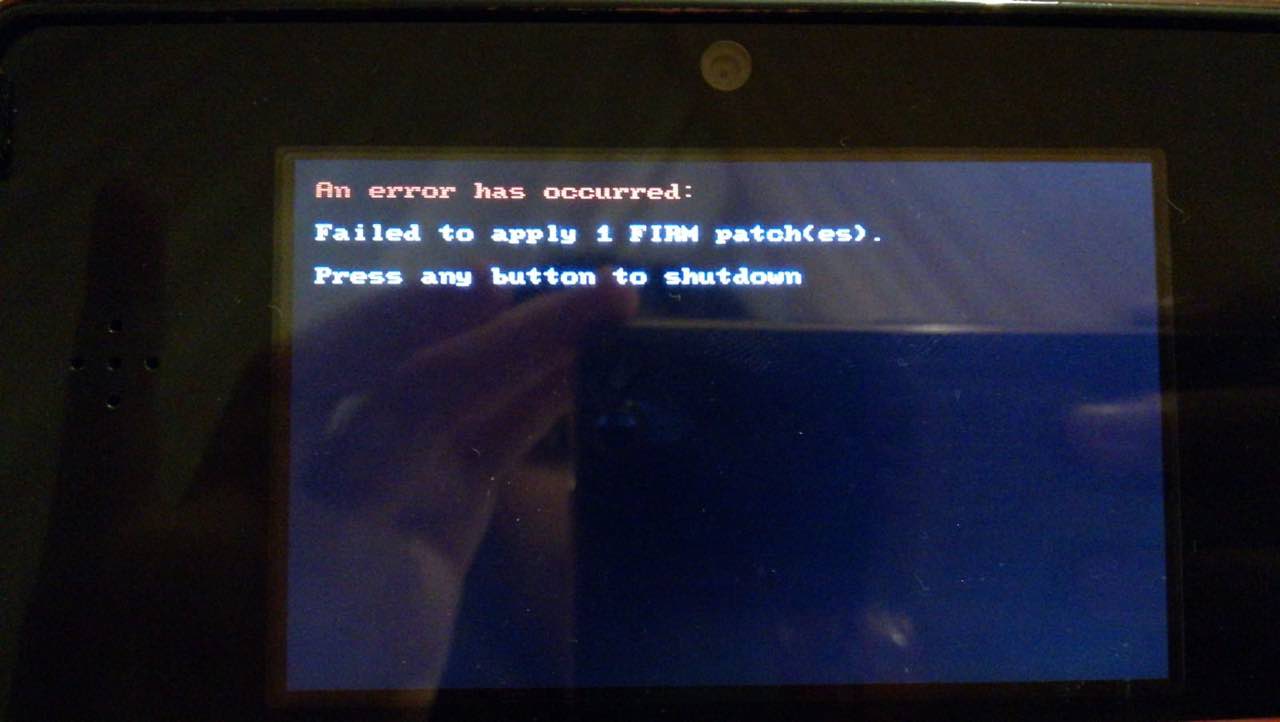 An error has occurred:
Failed to apply 1 FIRM patch(es).
Press any button to shutdown